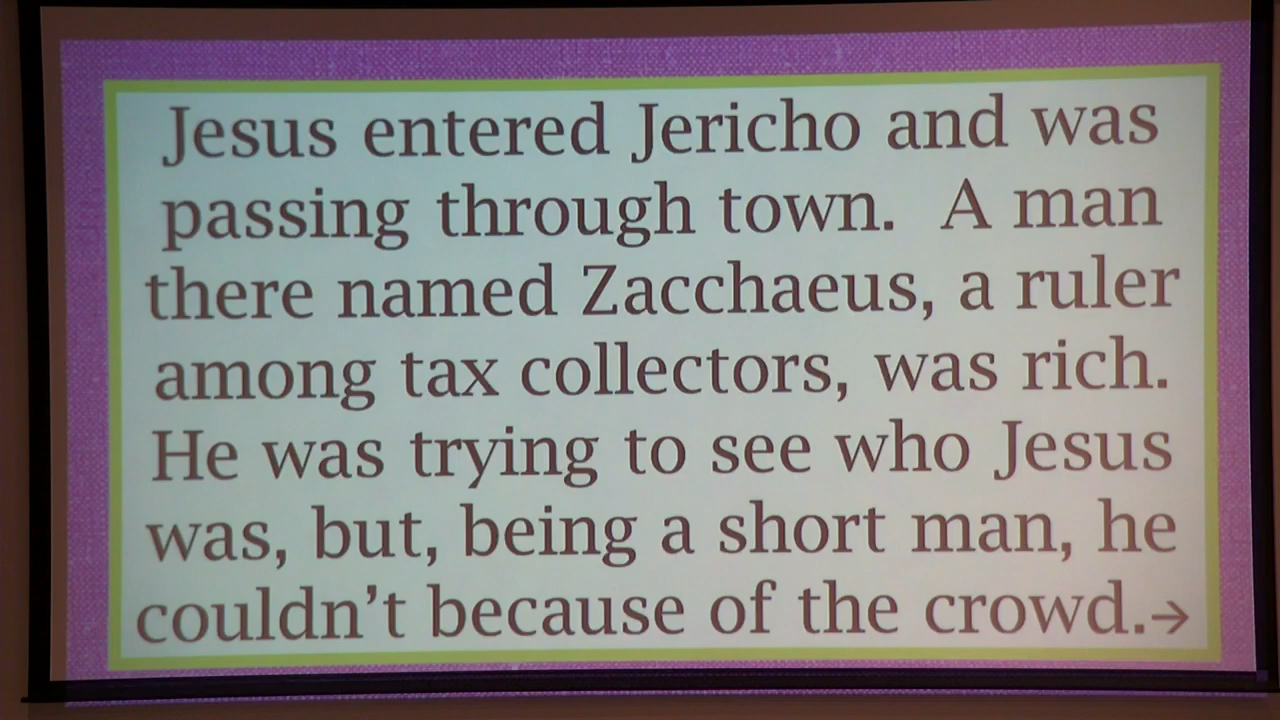 Jesus entered Jericho and was
passing through town.  A man
there named Zacchaeus, a ruler
among tax collectors, was rich.
He was trying to see who Jesus
was, but, being a short man, he
couldn’t because of the crowd.→